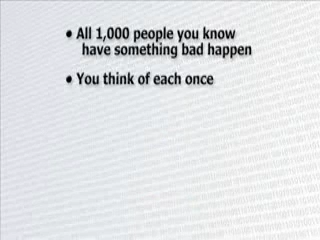 • All 1,000 people you know
have something bad happen
• You think of each once